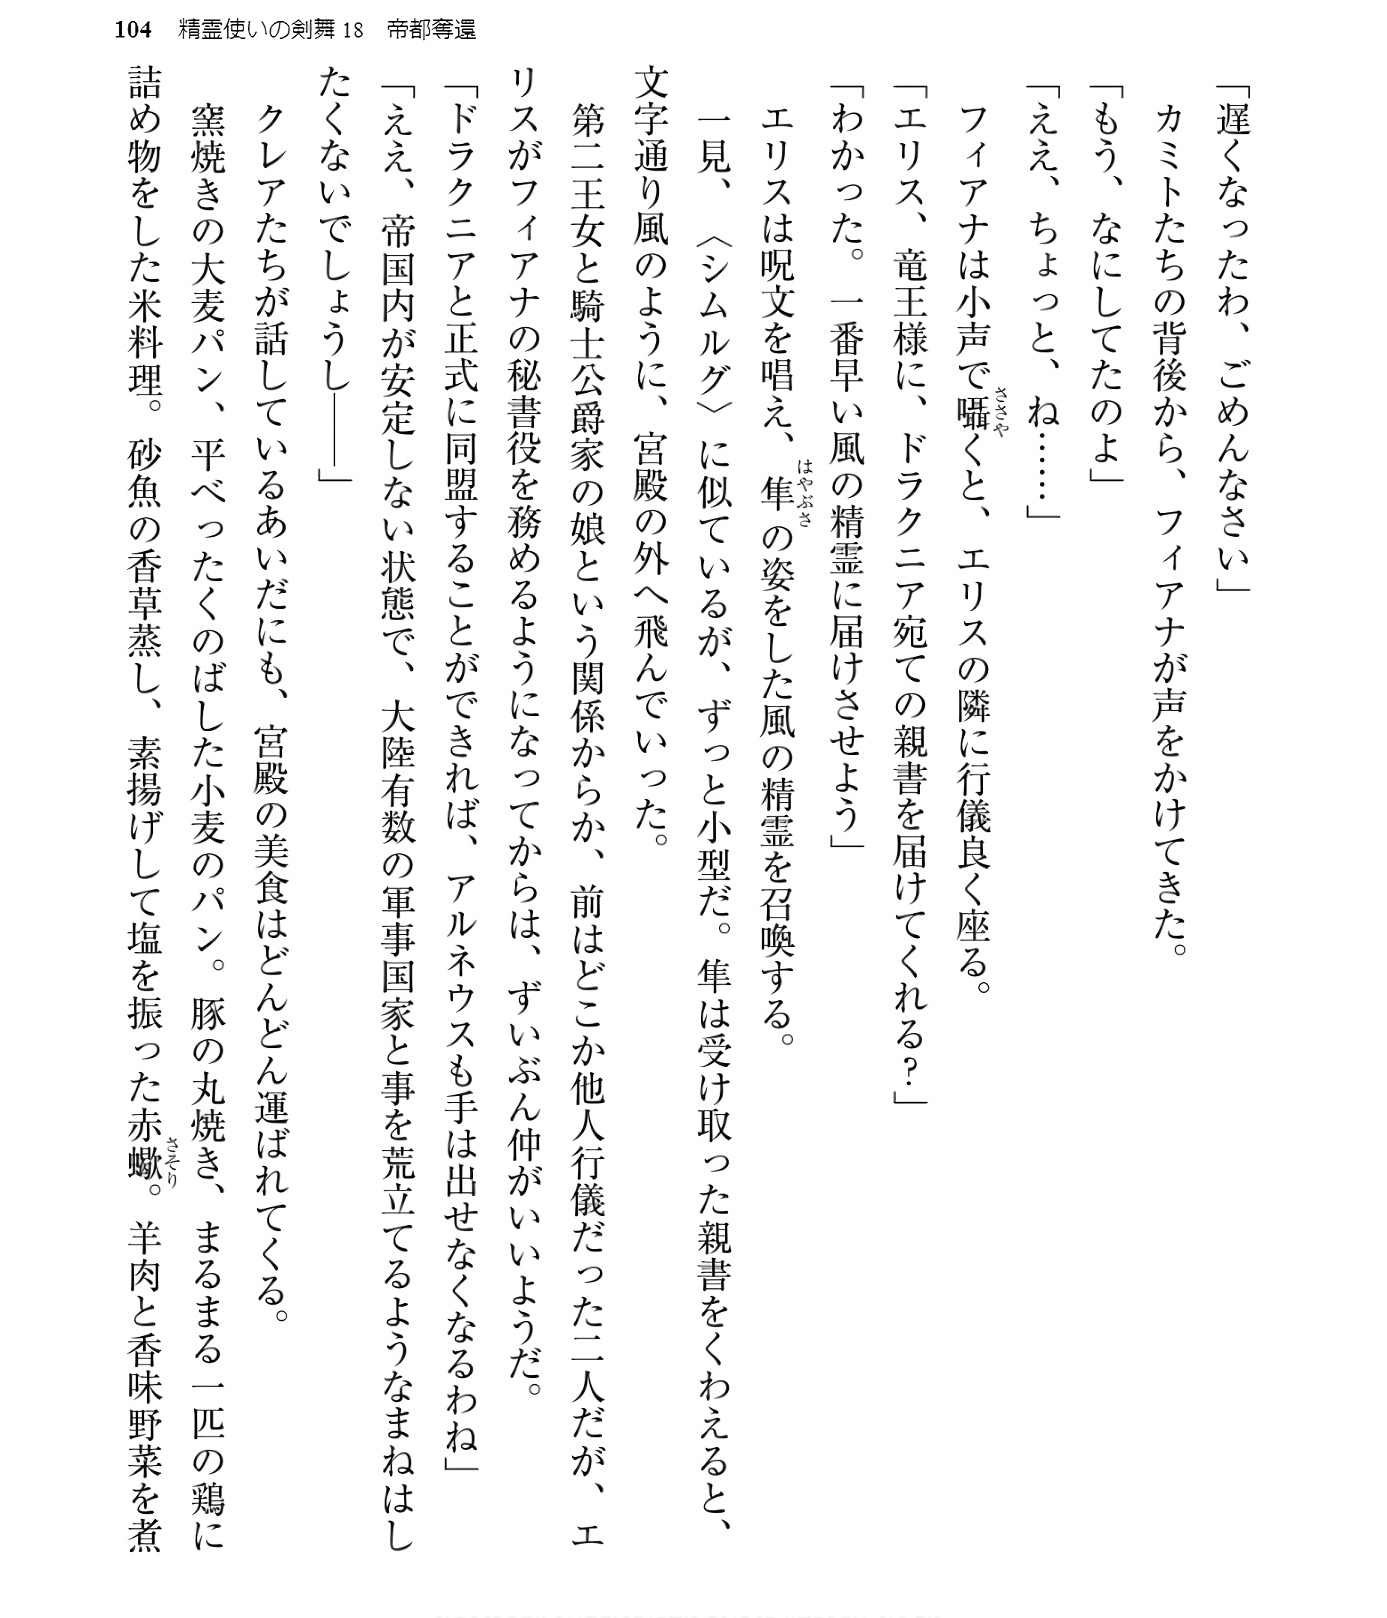 104 精霊使いの剣舞 18 帝都奪還
「遅くなったわ、ごめんなさい」
カミトたちの背後から、フィアナが声をかけてきた。
「もう、なにしてたのよ」
「ええ、ちょっと、ね……」
フィアナは小声で囁くと、エリスの隣に行儀良く座る。
ささや
「エリス、竜王様に、ドラクニア宛ての親書を届けてくれる?」
「わかった。一番早い風の精霊に届けさせよう」
エリスは呪文を唱え、隼の姿をした風の精霊を召喚する。
はやぶさ
一見、〈シムルグ〉に似ているが、ずっと小型だ。隼は受け取った親書をくわえると、
文字通り風のように、宮殿の外へ飛んでいった。
第二王女と騎士公爵家の娘という関係からか、前はどこか他人行儀だった二人だが、エ
リスがフィアナの秘書役を務めるようになってからは、ずいぶん仲がいいようだ。
「ドラクニアと正式に同盟することができれば、アルネウスも手は出せなくなるわね」
「ええ、帝国内が安定しない状態で、大陸有数の軍事国家と事を荒立てるようなまねはし
たくないでしょうし――」
クレアたちが話しているあいだにも、宮殿の美食はどんどん運ばれてくる。
窯焼きの大麦パン、平べったくのばした小麦のパン。豚の丸焼き、まるまる一匹の鶏に
詰め物をした米料理。砂魚の香草蒸し、素揚げして塩を振った赤蠍。羊肉と香味野菜を煮
さそり